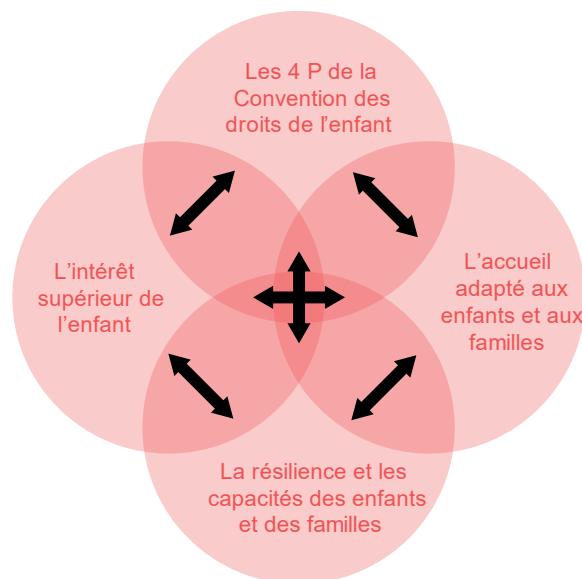 Les 4 P de la
Convention des
droits de l'enfant
L'intérêt
supérieur de
l'enfant
L'accueil
adapté aux
enfants et aux
familles
La résilience et les
capacités des enfants
et des familles